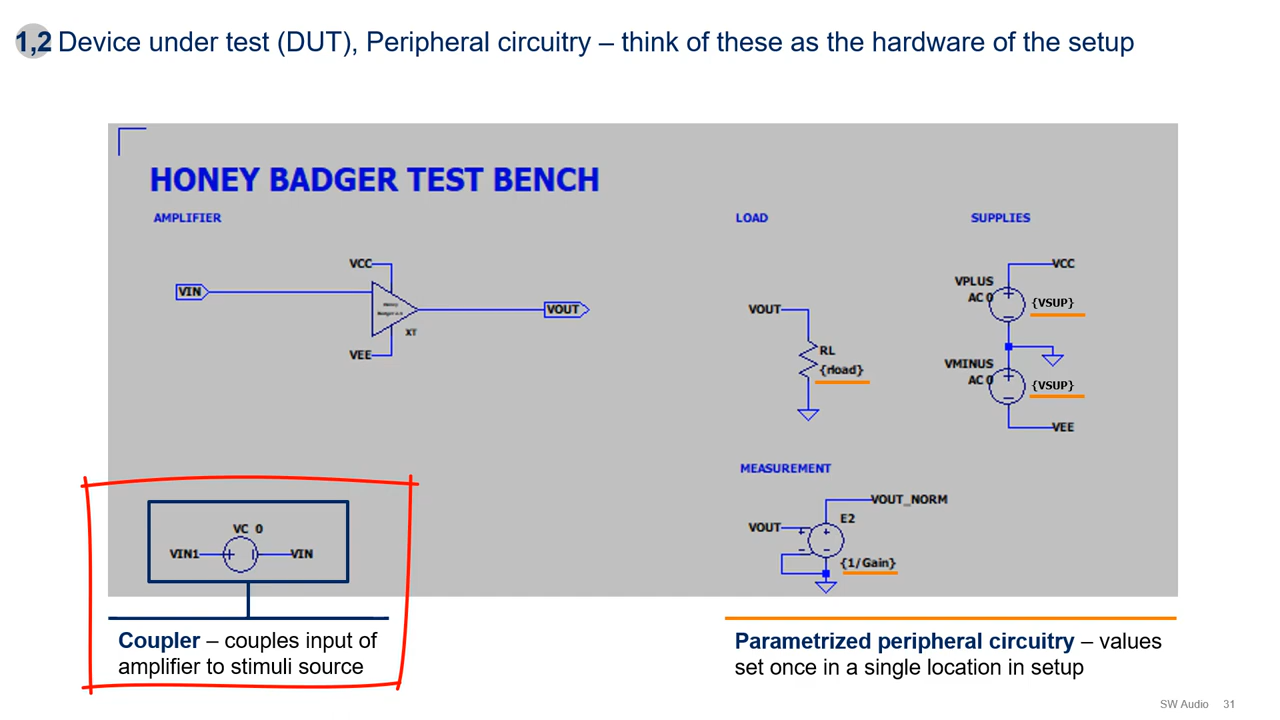 1,2 Device under test (DUT), Peripheral circuitry – think of these as the hardware of the setup
HONEY BADGER TEST BENCH
AMPLIFIER
LOAD
SUPPLIES
VCC
VIN
VOUT
XT
VEE
VOUT
RL
{rload}
VCC
VPLUS
AC 0
{VSUP}
VMINUS
AC 0
{VSUP}
VEE
MEASUREMENT
VOUT_NORM
VOUT
E2
{1/Gain}
VC 0
VIN1
VIN
Coupler – couples input of
amplifier to stimuli source
Parametrized peripheral circuitry – values
set once in a single location in setup
SW Audio 31